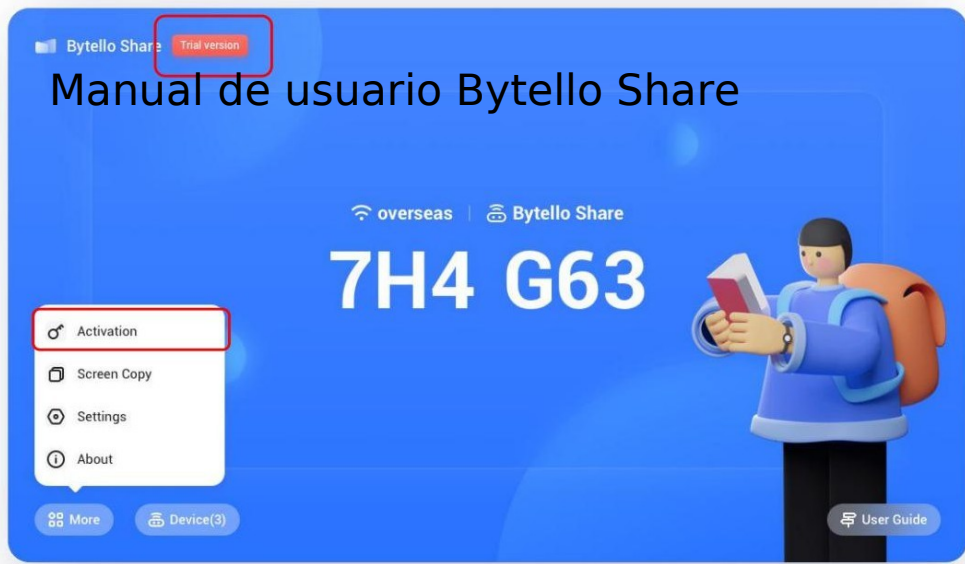 Bytello Share Trial version
Manual de usuario Bytello Share
overseas | Bytello Share
7H4 G63
Activation
Screen Copy
Settings
About
More Device(3) User Guide